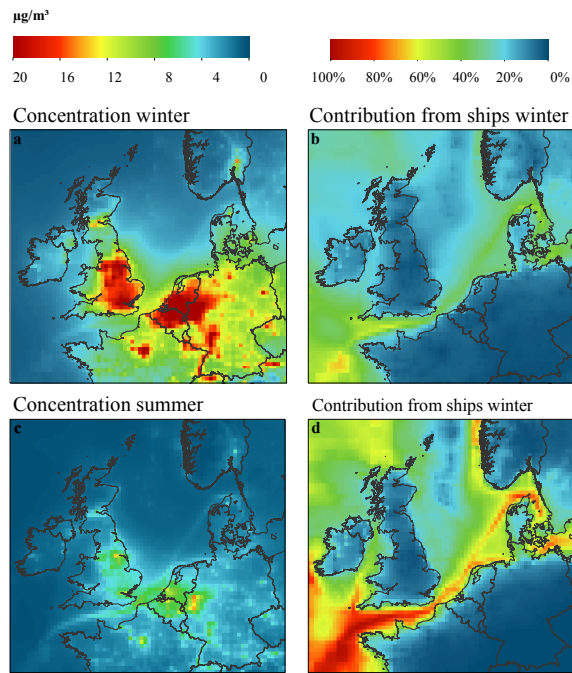 µg/m³
20 16 12 8 4 0
100% 80% 60% 40% 20% 0%
Concentration winter
Contribution from ships winter
a
b
Concentration summer
Contribution from ships winter
c
d